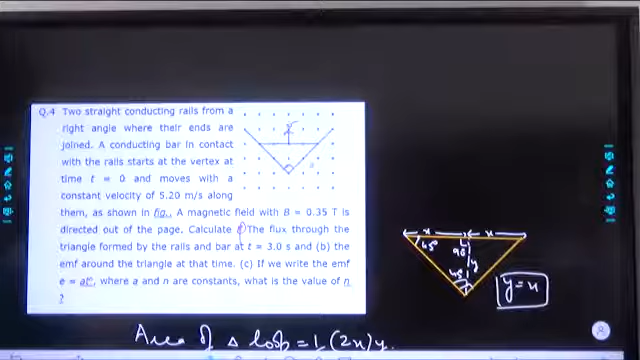 Q.4 Two straight conducting rails from a
right angle where their ends are
joined. A conducting bar in contact
with the rails starts at the vertex at
time t = 0 and moves with a
constant velocity of 5.20 m/s along
them, as shown in fig., A magnetic field with B = 0.35 T is
directed out of the page. Calculate The flux through the
triangle formed by the rails and bar at t = 3.0 s and (b) the
emf around the triangle at that time. (c) If we write the emf
e = atⁿ, where a and n are constants, what is the value of n
?
x x
45° 90
y
45
y = x
Area of Δ loop = 1 (2x) y.